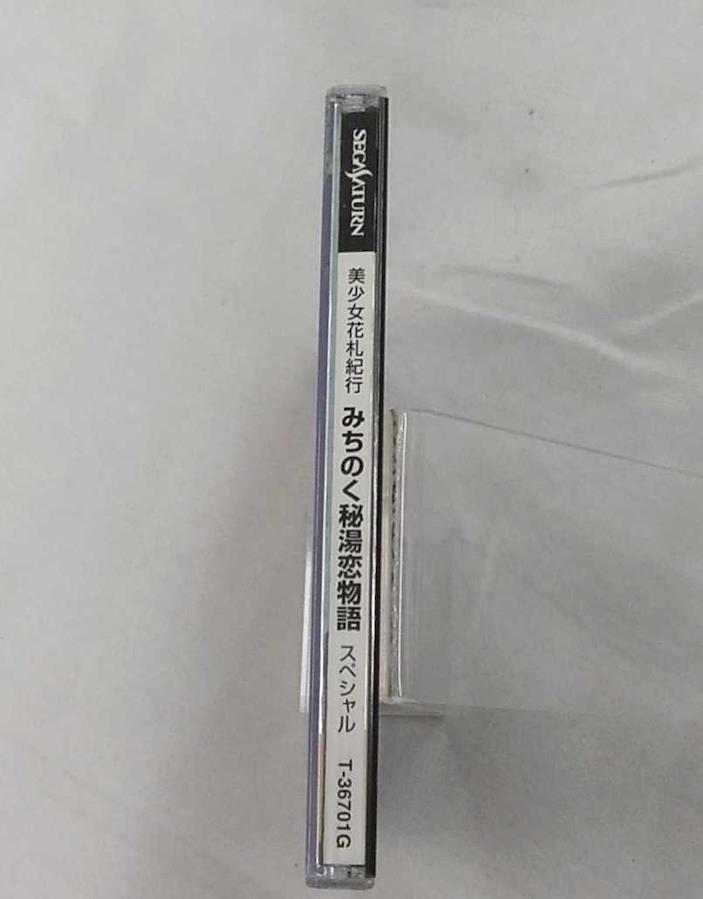 SEGA SATURN
美少女花札紀行
みちのく秘湯恋物語
スペシャル
T-36701G